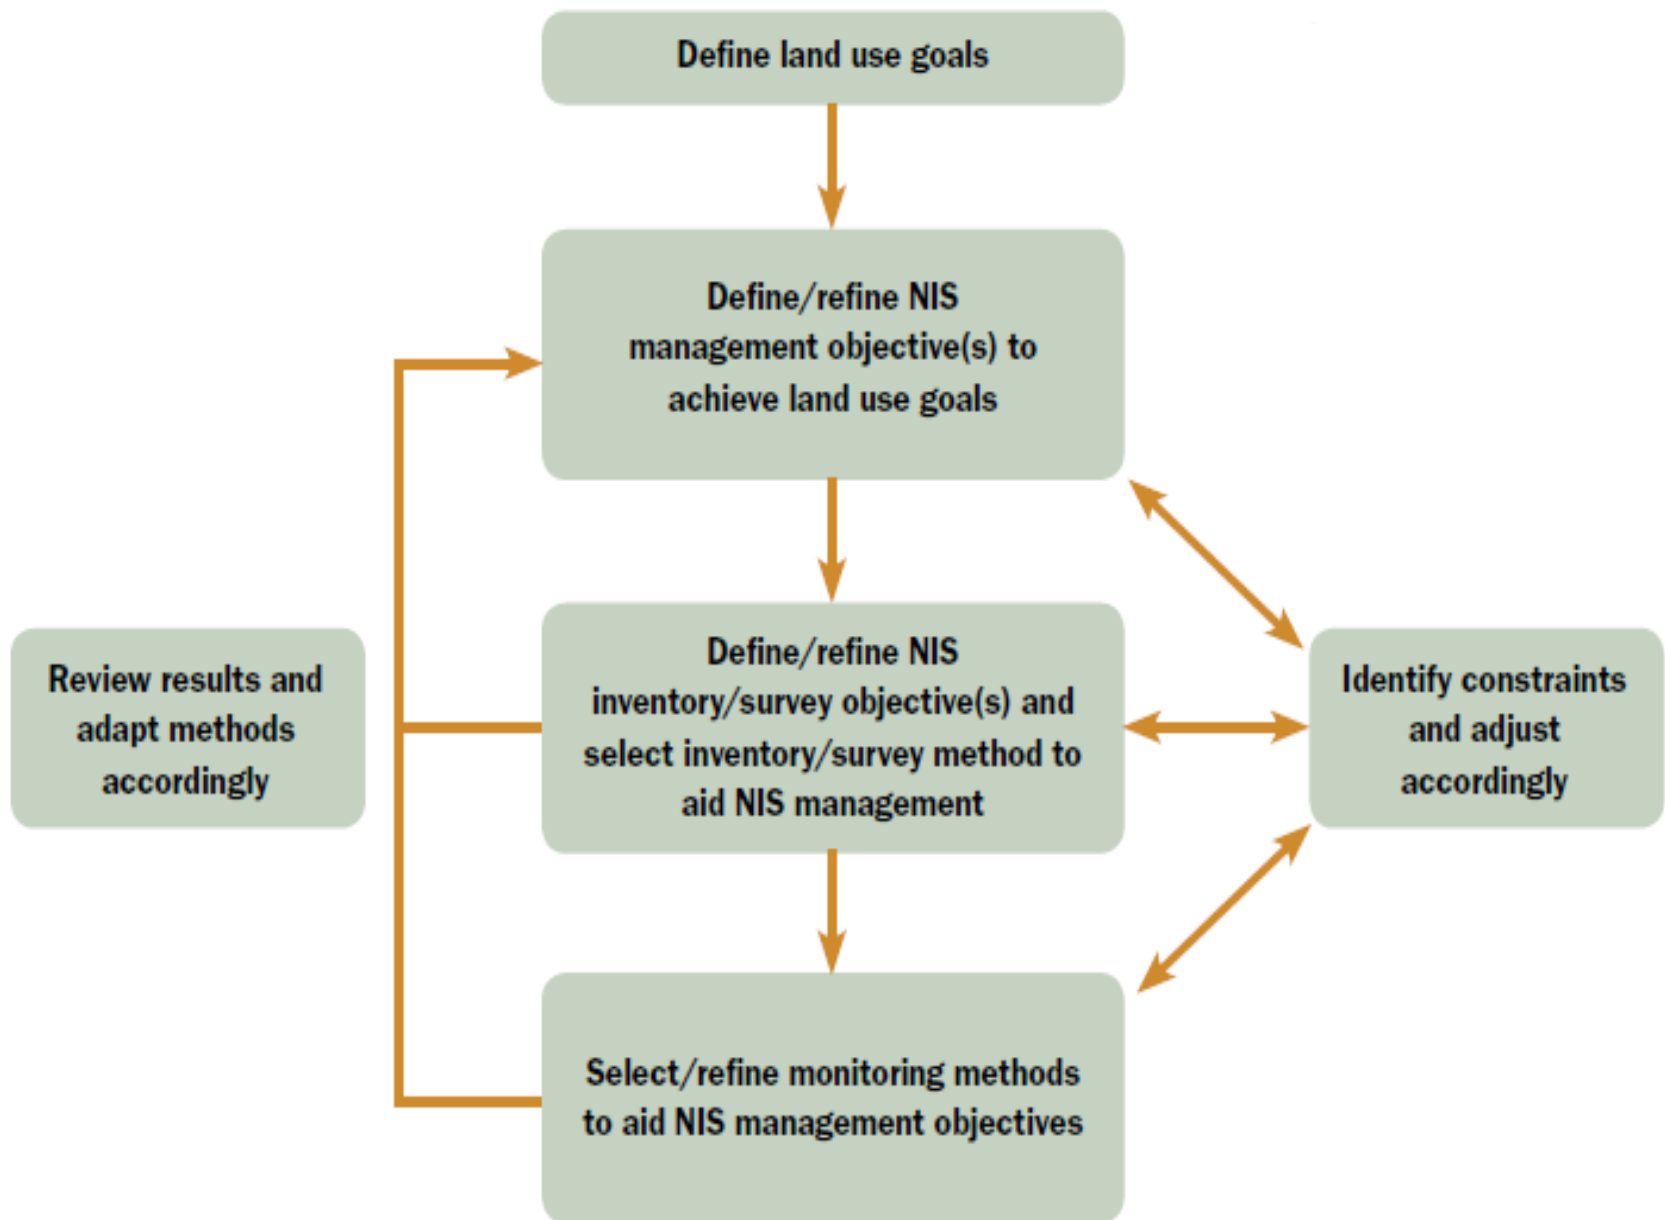 Define land use goals
Define/refine NIS
management objective(s) to
achieve land use goals
Define/refine NIS
inventory/survey objective(s) and
select inventory/survey method to
aid NIS management
Review results and
adapt methods
accordingly
Identify constraints
and adjust
accordingly
Select/refine monitoring methods
to aid NIS management objectives